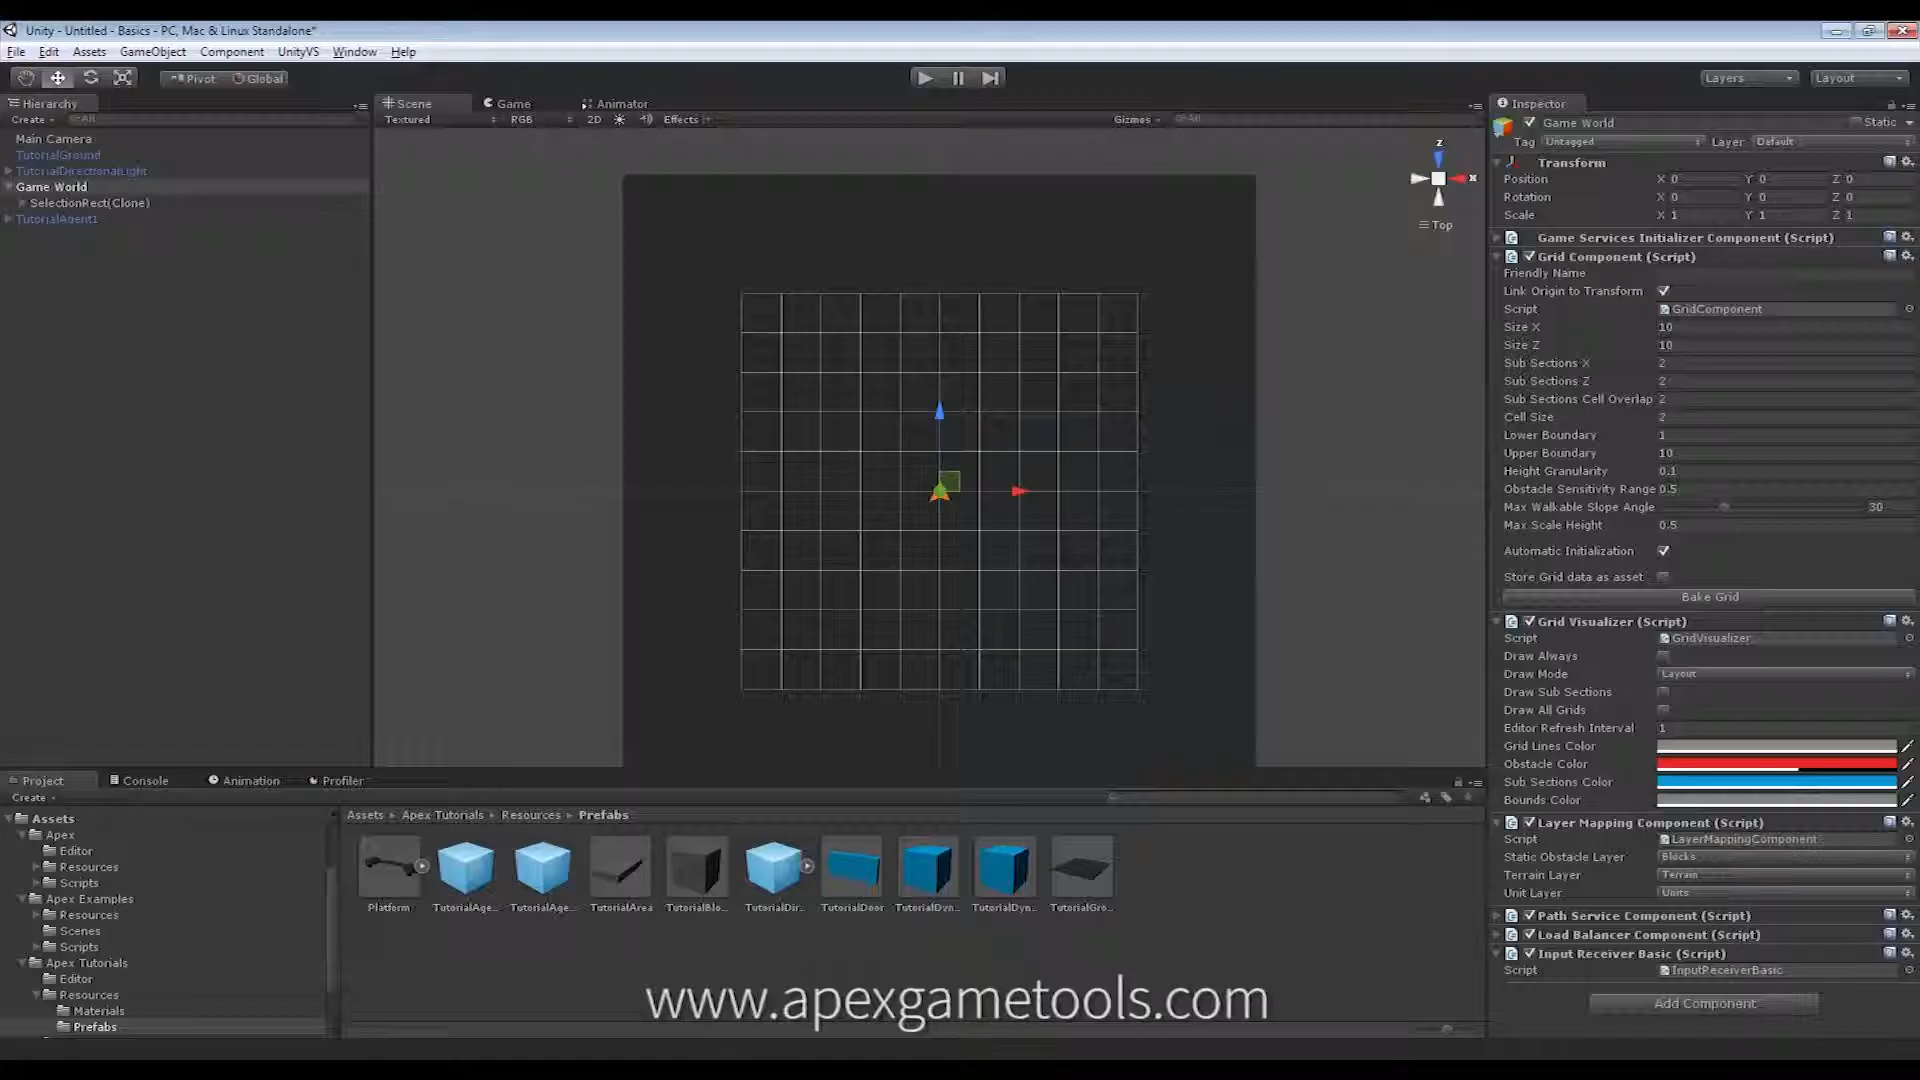 Unity - Untitled - Basics - PC, Mac & Linux Standalone*
File Edit Assets GameObject Component UnityVS Window Help
Pivot Global
Layers Layout
Hierarchy
Create
Main Camera
TutorialGround
TutorialDirectionalLight
Game World
SelectionRect(Clone)
TutorialAgent1
Scene Game Animator
Textured RGB 2D Effects Gizmos
z
x
Top
Inspector
Game World Static
Tag Untagged Layer Default
Transform
Position X 0 Y 0 Z 0
Rotation X 0 Y 0 Z 0
Scale X 1 Y 1 Z 1
Game Services Initializer Component (Script)
Grid Component (Script)
Friendly Name
Link Origin to Transform
Script GridComponent
Size X 10
Size Z 10
Sub Sections X 2
Sub Sections Z 2
Sub Sections Cell Overlap 2
Cell Size 2
Lower Boundary 1
Upper Boundary 10
Height Granularity 0.1
Obstacle Sensitivity Range 0.5
Max Walkable Slope Angle 30
Max Scale Height 0.5
Automatic Initialization
Store Grid data as asset
Bake Grid
Grid Visualizer (Script)
Script GridVisualizer
Draw Always
Draw Mode Layout
Draw Sub Sections
Draw All Grids
Editor Refresh Interval 1
Grid Lines Color
Obstacle Color
Sub Sections Color
Bounds Color
Layer Mapping Component (Script)
Script LayerMappingComponent
Static Obstacle Layer Blocks
Terrain Layer Terrain
Unit Layer Units
Path Service Component (Script)
Load Balancer Component (Script)
Input Receiver Basic (Script)
Script InputReceiverBasic
Add Component
Project Console Animation Profiler
Create
Assets
Apex
Editor
Resources
Scripts
Apex Examples
Resources
Scenes
Scripts
Apex Tutorials
Editor
Resources
Materials
Prefabs
Assets Apex Tutorials Resources Prefabs
Platform TutorialAge... TutorialAge... TutorialArea TutorialBlo... TutorialDir... TutorialDoor TutorialDyn... TutorialDyn... TutorialGro...
www.apexgametools.com